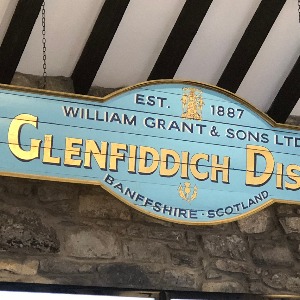 EST. 1887
WILLIAM GRANT & SONS LTD
GLENFIDDICH DIS
BANFFSHIRE · SCOTLAND